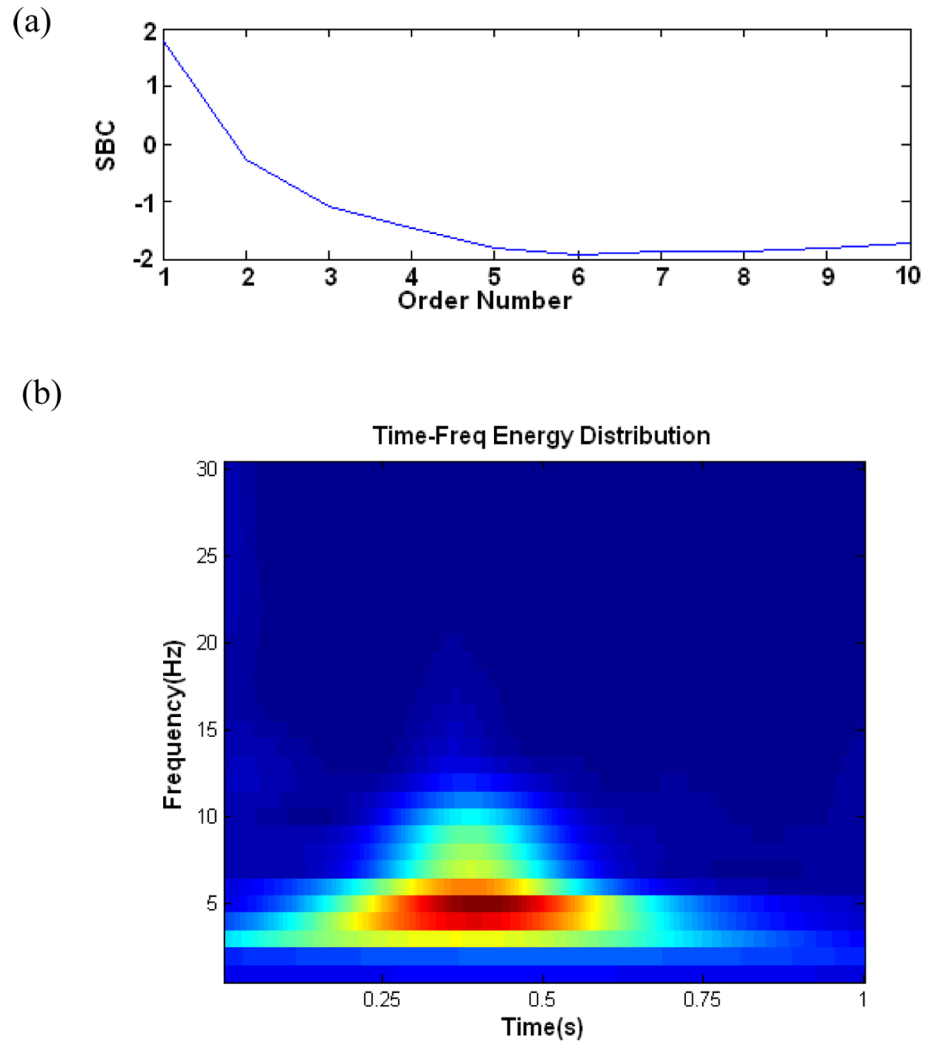 (a)
2
1
0
-1
-2
SBC
1 2 3 4 5 6 7 8 9 10
Order Number
(b)
Time-Freq Energy Distribution
30
25
20
15
10
5
Frequency(Hz)
0.25 0.5 0.75 1
Time(s)